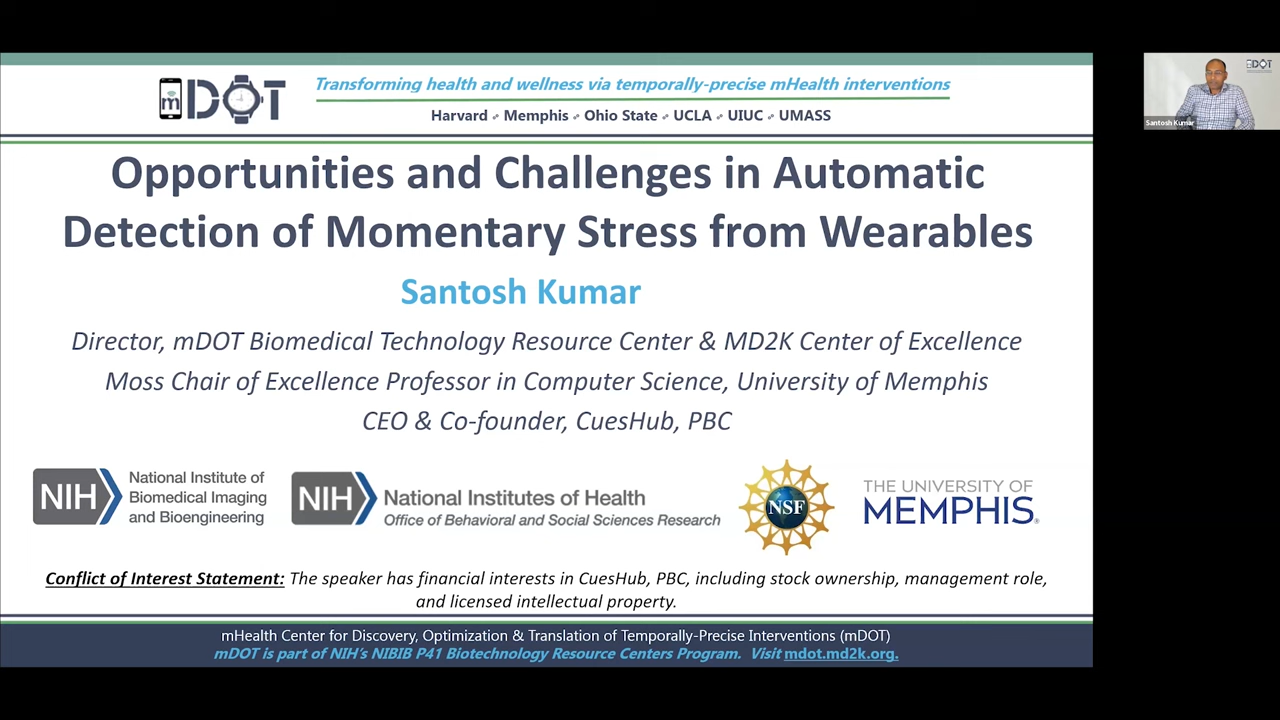 mDOT
Transforming health and wellness via temporally-precise mHealth interventions
Harvard Memphis Ohio State UCLA UIUC UMASS
Opportunities and Challenges in Automatic
Detection of Momentary Stress from Wearables
Santosh Kumar
Director, mDOT Biomedical Technology Resource Center & MD2K Center of Excellence
Moss Chair of Excellence Professor in Computer Science, University of Memphis
CEO & Co-founder, CuesHub, PBC
NIH National Institute of
Biomedical Imaging
and Bioengineering
NIH National Institutes of Health
Office of Behavioral and Social Sciences Research
NSF
THE UNIVERSITY OF
MEMPHIS®
Conflict of Interest Statement: The speaker has financial interests in CuesHub, PBC, including stock ownership, management role,
and licensed intellectual property.
mHealth Center for Discovery, Optimization & Translation of Temporally-Precise Interventions (mDOT)
mDOT is part of NIH's NIBIB P41 Biotechnology Resource Centers Program. Visit mdot.md2k.org.
mDOT
Santosh Kumar